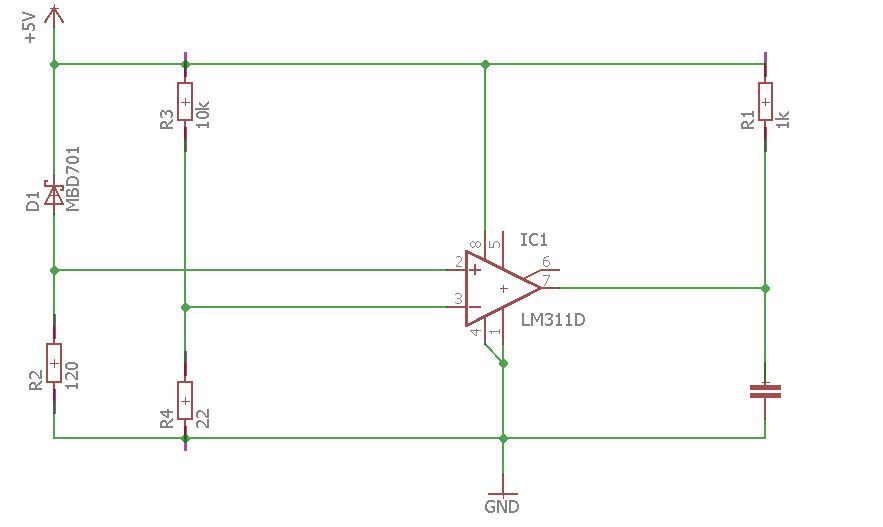 +5V
R3
10k
R1
1k
D1
MBD701
8
5
IC1
2
6
7
3
LM311D
4
1
R2
120
R4
22
GND